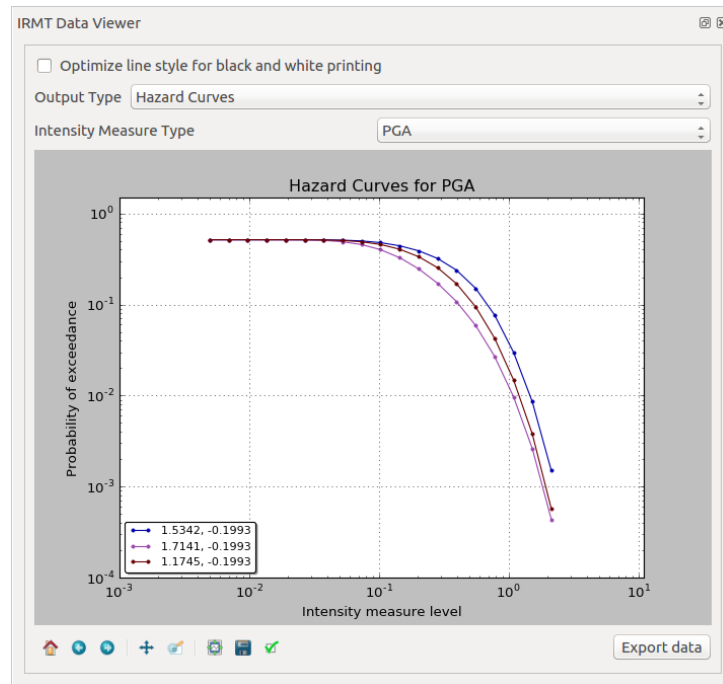 IRMT Data Viewer
Optimize line style for black and white printing
Output Type Hazard Curves
Intensity Measure Type PGA
Hazard Curves for PGA
Probability of exceedance
10^0
10^-1
10^-2
10^-3
10^-4
1.5342, -0.1993
1.7141, -0.1993
1.1745, -0.1993
10^-3 10^-2 10^-1 10^0 10^1
Intensity measure level
Export data